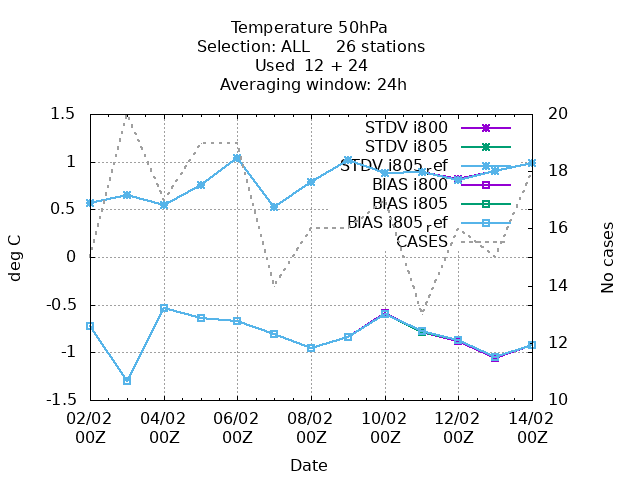 Temperature 50hPa
Selection: ALL     26 stations
Used  12 + 24
Averaging window: 24h
1.5
1
0.5
0
-0.5
-1
-1.5
deg C
20
18
16
14
12
10
No cases
STDV i800
STDV i805
STDV i805ref
BIAS i800
BIAS i805
BIAS i805ref
CASES
02/02 04/02 06/02 08/02 10/02 12/02 14/02
00Z 00Z 00Z 00Z 00Z 00Z 00Z
Date